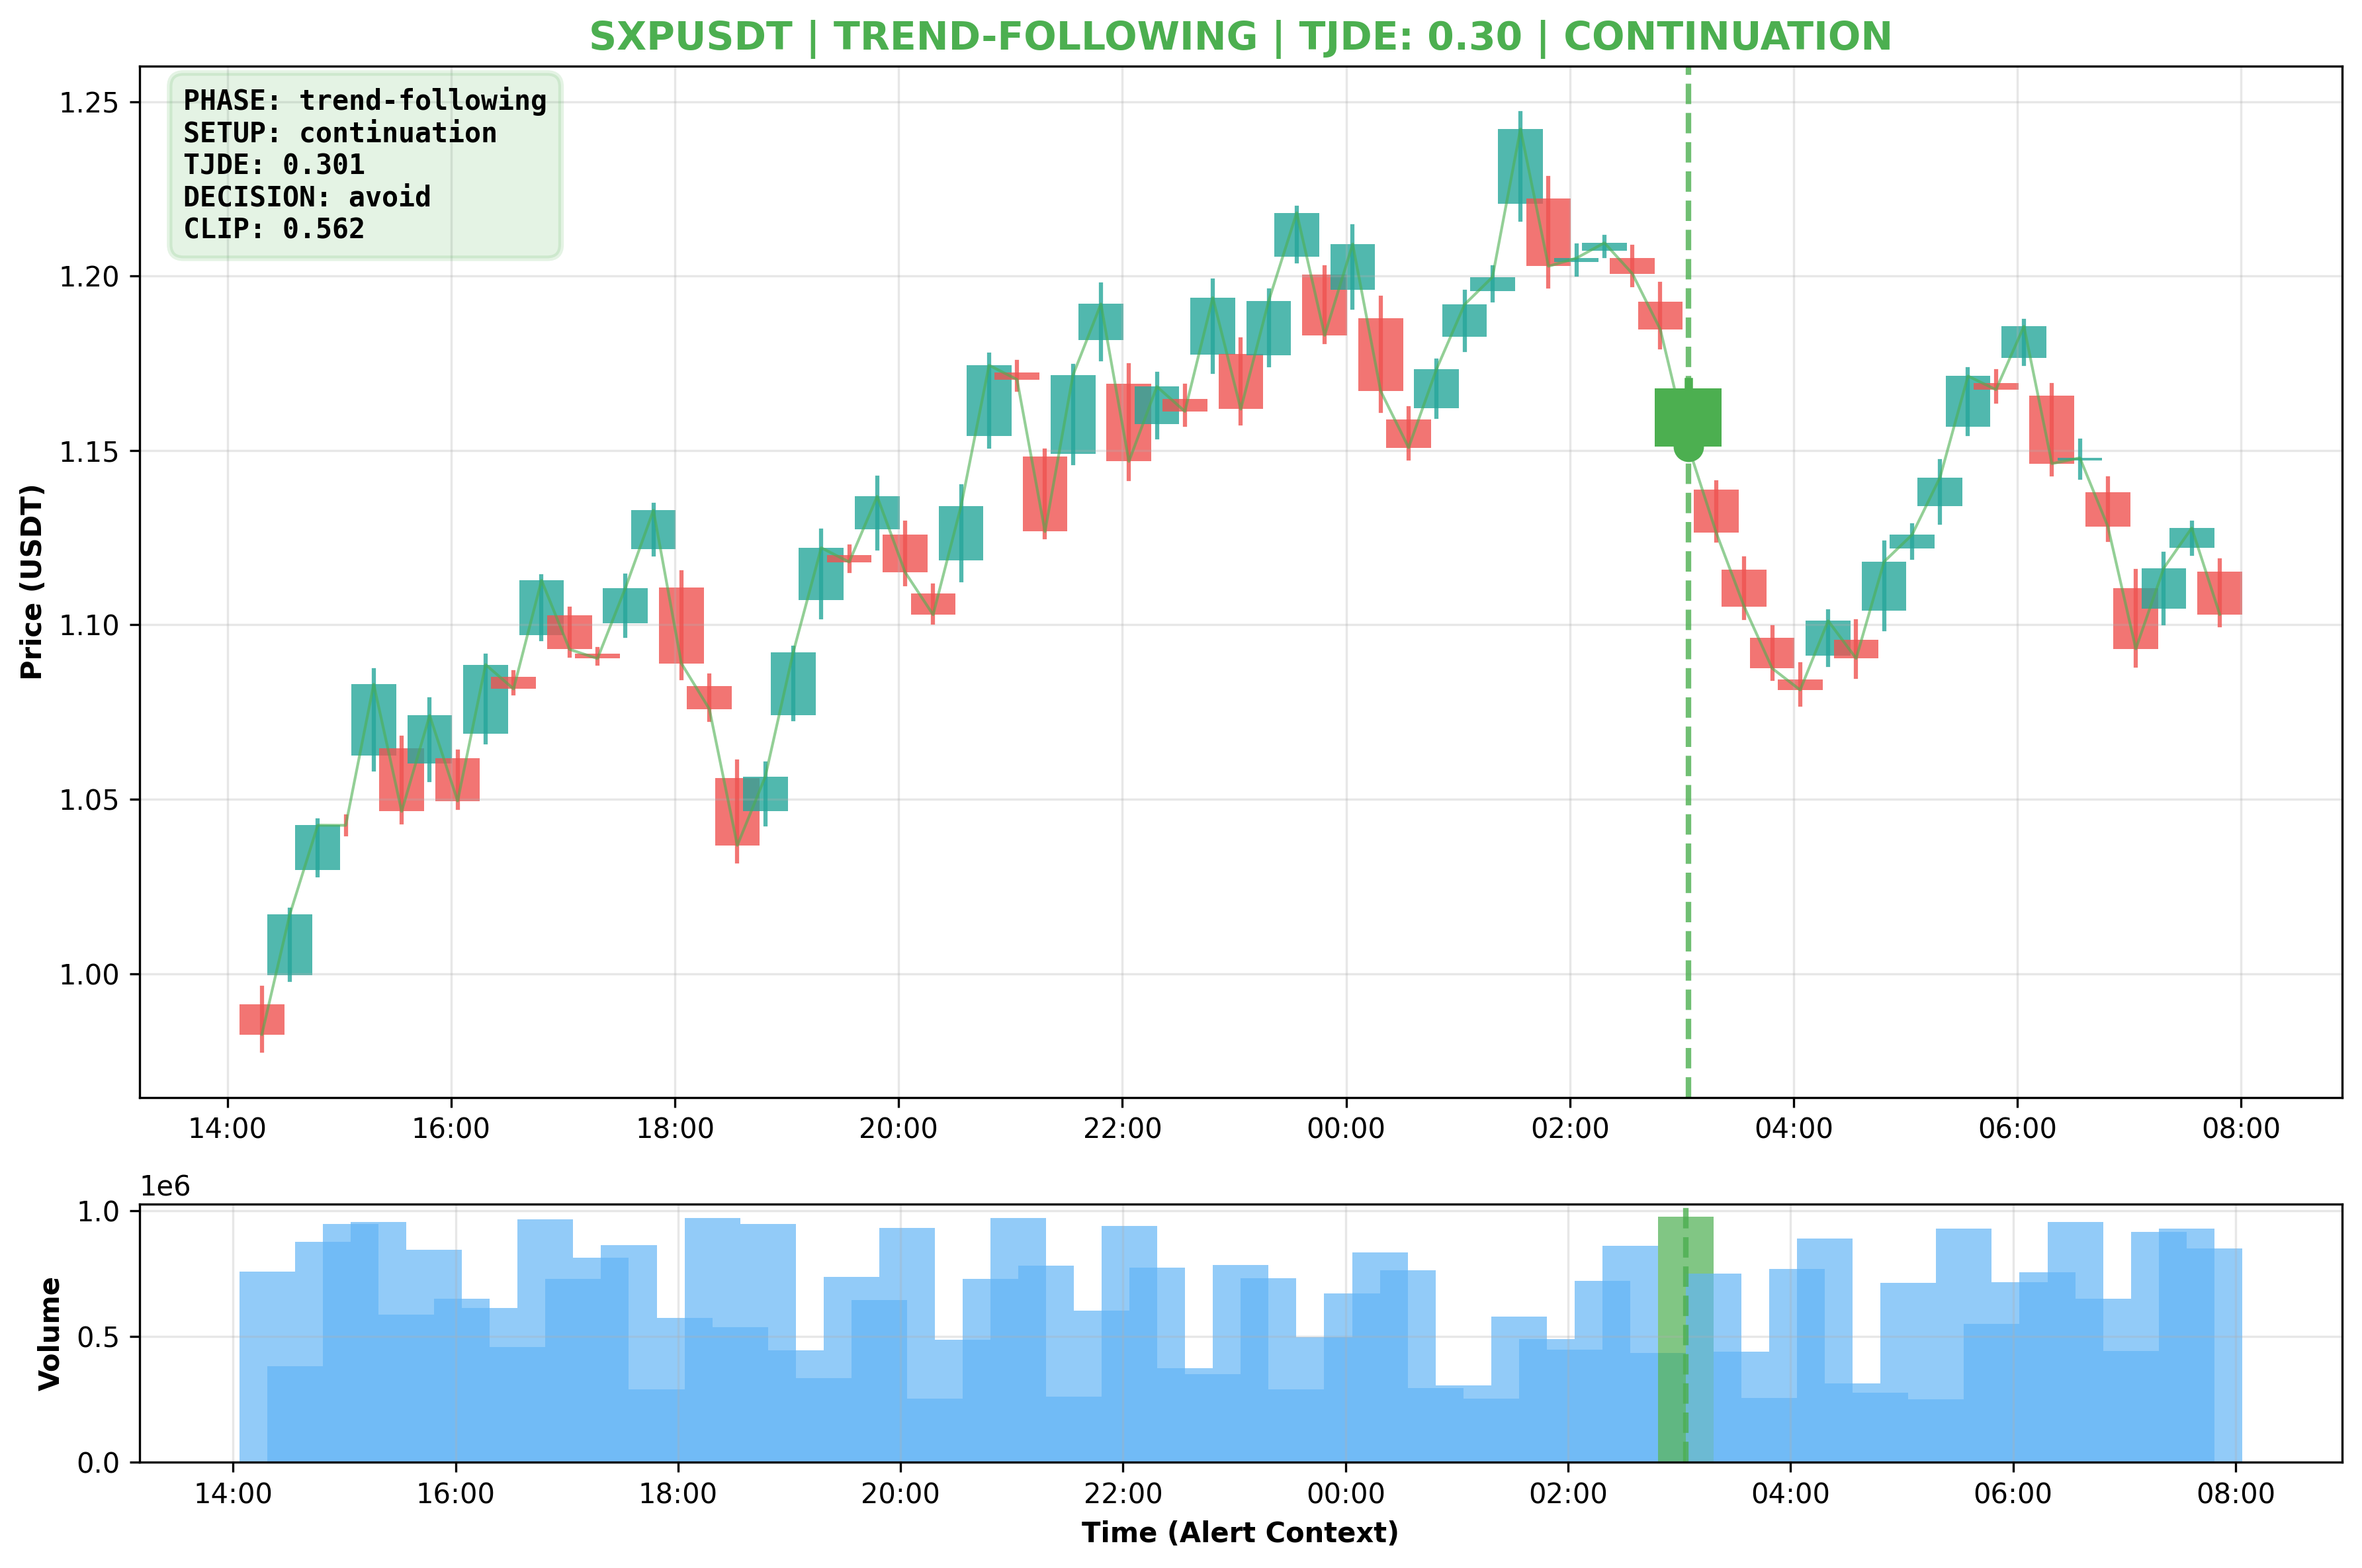 SXPUSDT | TREND-FOLLOWING | TJDE: 0.30 | CONTINUATION
PHASE: trend-following
SETUP: continuation
TJDE: 0.301
DECISION: avoid
CLIP: 0.562
Price (USDT)
1.25
1.20
1.15
1.10
1.05
1.00
14:00 16:00 18:00 20:00 22:00 00:00 02:00 04:00 06:00 08:00
1e6
Volume
1.0
0.5
0.0
14:00 16:00 18:00 20:00 22:00 00:00 02:00 04:00 06:00 08:00
Time (Alert Context)